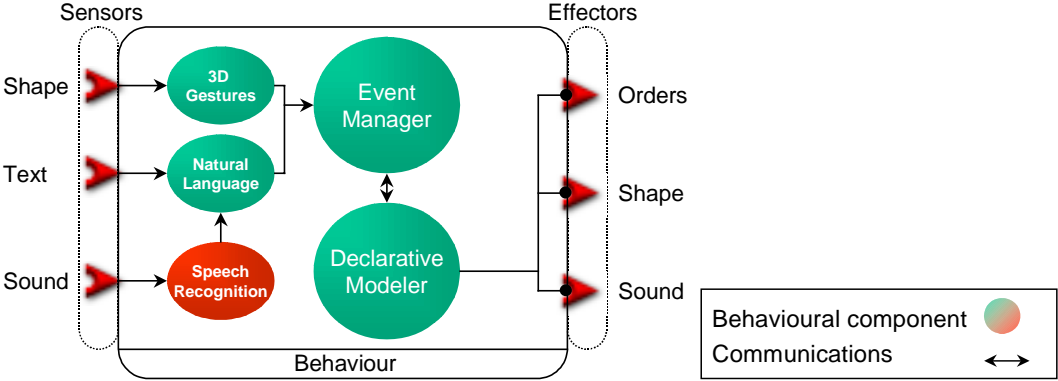 Sensors
Effectors
Shape
3D
Gestures
Event
Manager
Orders
Text
Natural
Language
Shape
Sound
Speech
Recognition
Declarative
Modeler
Sound
Behaviour
Behavioural component
Communications